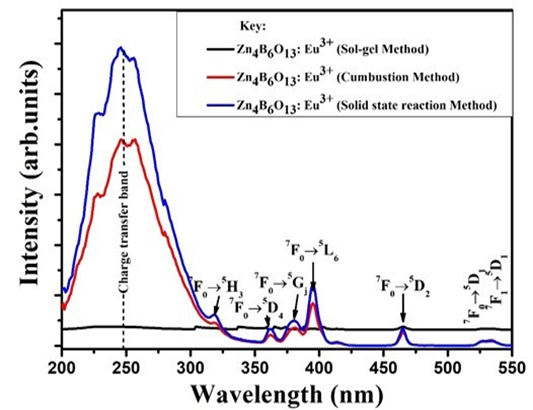 Key:
Zn4B6O13: Eu3+ (Sol-gel Method)
Zn4B6O13: Eu3+ (Cumbustion Method)
Zn4B6O13: Eu3+ (Solid state reaction Method)
Intensity (arb.units)
Charge transfer band
7F0→5H3
7F0→5D4
7F0→5Gj
7F0→5L6
7F0→5D2
7F0→5D1
7F1→5D1
200 250 300 350 400 450 500 550
Wavelength (nm)